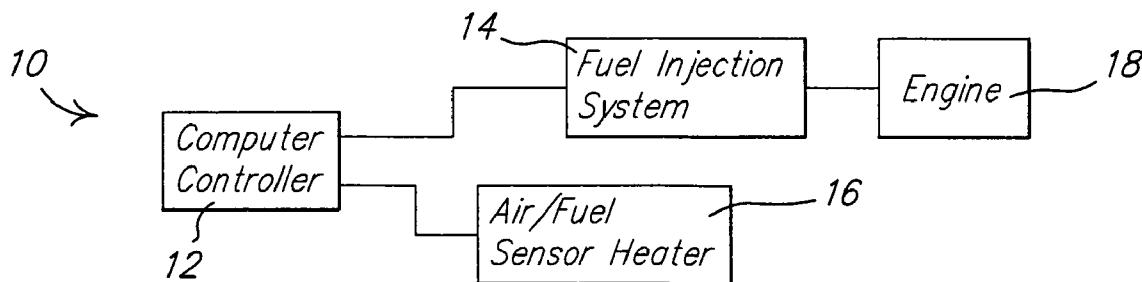 14
10
Fuel Injection
System
Engine
18
Computer
Controller
12
Air/Fuel
Sensor Heater
16